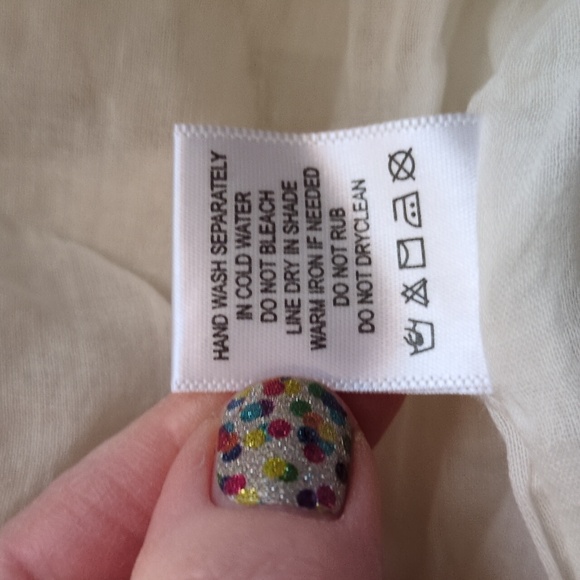 HAND WASH SEPARATELY
IN COLD WATER
DO NOT BLEACH
LINE DRY IN SHADE
WARM IRON IF NEEDED
DO NOT RUB
DO NOT DRYCLEAN